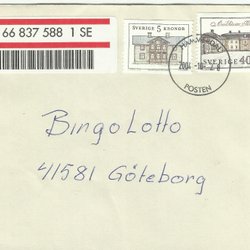 66 837 588 1 SE
SVERIGE 5 KRONOR
SVERIGE 40
POSTEN
BingoLotto
41581 Göteborg